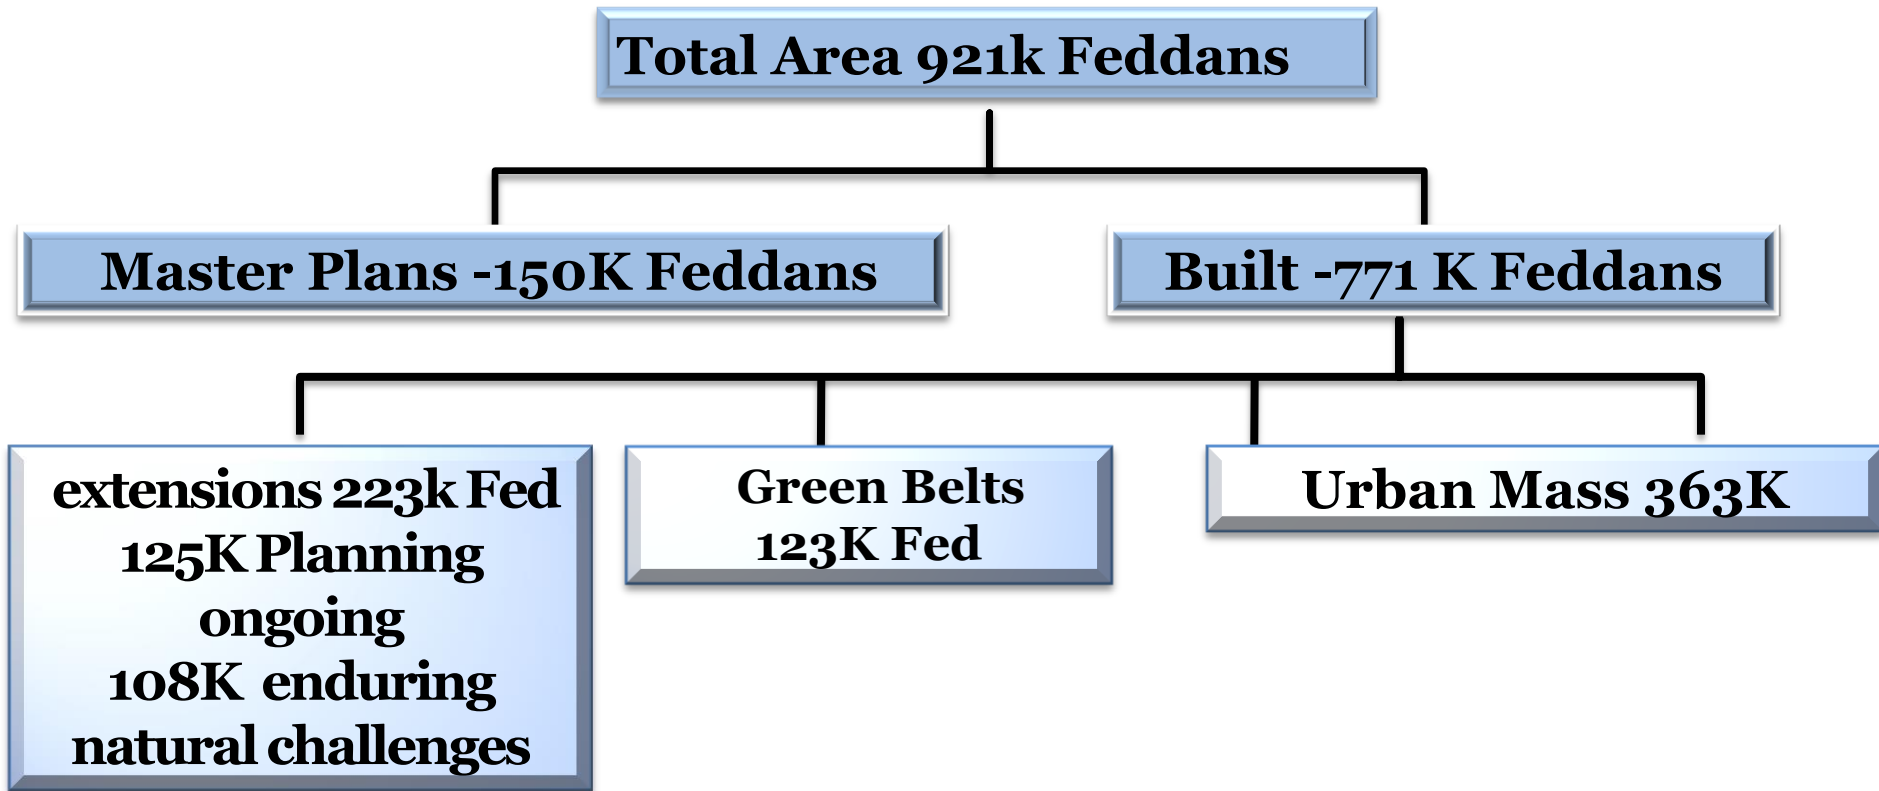 Total Area 921k Feddans
Master Plans -150K Feddans
Built -771 K Feddans
extensions 223k Fed
125K Planning
ongoing
108K enduring
natural challenges
Green Belts
123K Fed
Urban Mass 363K